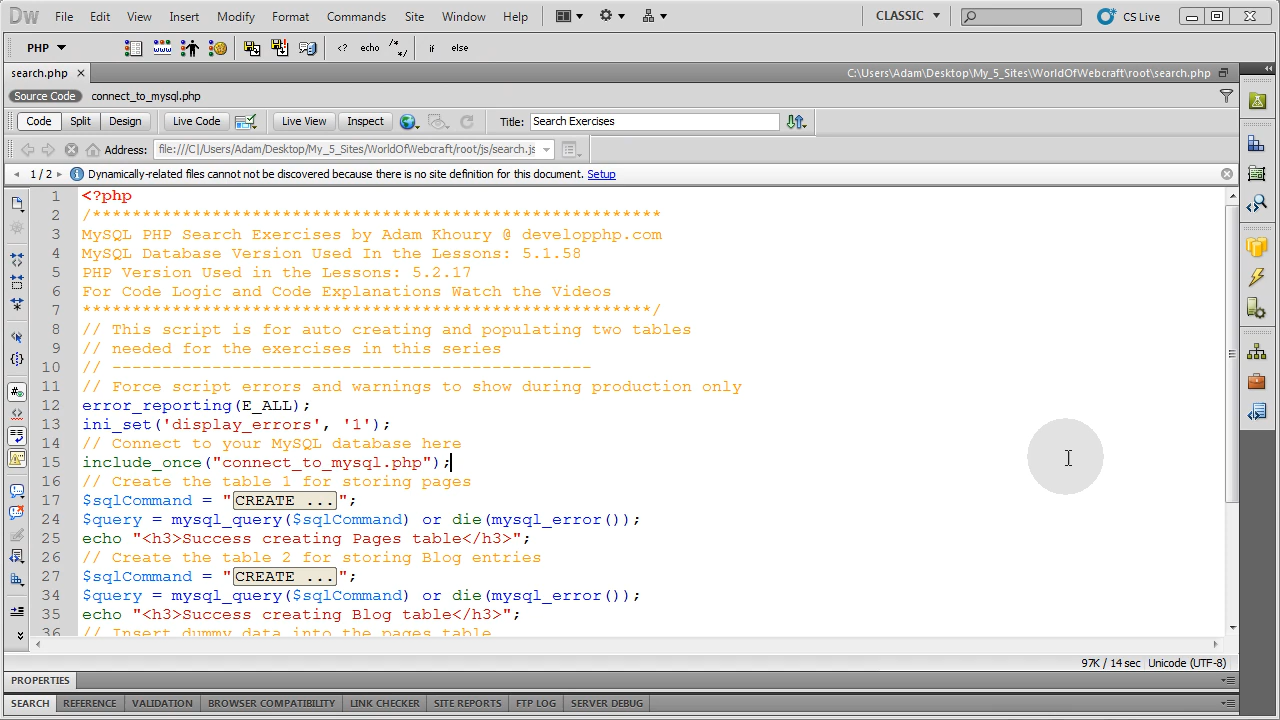 Dw File Edit View Insert Modify Format Commands Site Window Help CLASSIC CS Live
PHP <? echo /*/ if else
search.php × C:\Users\Adam\Desktop\My_5_Sites\WorldOfWebcraft\root\search.php
Source Code connect_to_mysql.php
Code Split Design Live Code Live View Inspect Title: Search Exercises
Address: file:///C|/Users/Adam/Desktop/My_5_Sites/WorldOfWebcraft/root/js/search.js
1 / 2 Dynamically-related files cannot not be discovered because there is no site definition for this document. Setup
1 <?php
2 /*********************************************************
3 MySQL PHP Search Exercises by Adam Khoury @ developphp.com
4 MySQL Database Version Used In the Lessons: 5.1.58
5 PHP Version Used in the Lessons: 5.2.17
6 For Code Logic and Code Explanations Watch the Videos
7 *********************************************************/
8 // This script is for auto creating and populating two tables
9 // needed for the exercises in this series
10 // ------------------------------------------------
11 // Force script errors and warnings to show during production only
12 error_reporting(E_ALL);
13 ini_set('display_errors', '1');
14 // Connect to your MySQL database here
15 include_once("connect_to_mysql.php");
16 // Create the table 1 for storing pages
17 $sqlCommand = "CREATE ...";
24 $query = mysql_query($sqlCommand) or die(mysql_error());
25 echo "<h3>Success creating Pages table</h3>";
26 // Create the table 2 for storing Blog entries
27 $sqlCommand = "CREATE ...";
34 $query = mysql_query($sqlCommand) or die(mysql_error());
35 echo "<h3>Success creating Blog table</h3>";
36 // Insert dummy data into the pages table
97K / 14 sec Unicode (UTF-8)
PROPERTIES
SEARCH REFERENCE VALIDATION BROWSER COMPATIBILITY LINK CHECKER SITE REPORTS FTP LOG SERVER DEBUG